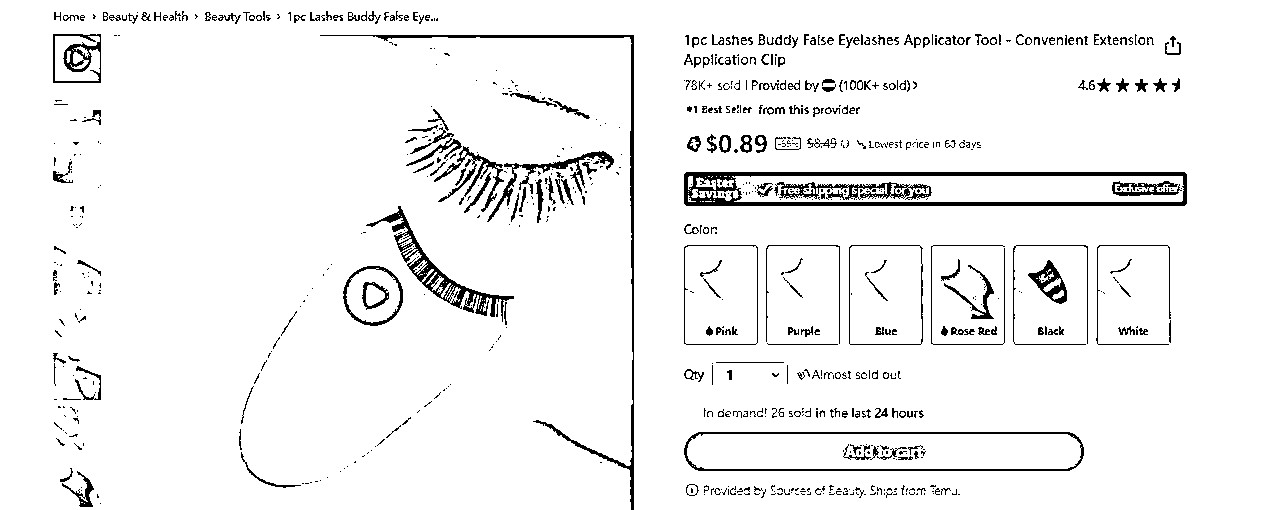 Home › Beauty & Health › Beauty Tools › 1pc Lashes Buddy False Eye...
1pc Lashes Buddy False Eyelashes Applicator Tool - Convenient Extension
Application Clip
78K+ sold | Provided by (100K+ sold) ›
4.6
#1 Best Seller from this provider
$0.89 $8.49 Lowest price in 60 days
Easter Savings Free shipping special for you Exclusive offer
Color:
Pink Purple Blue Rose Red Black White
Qty 1 Almost sold out
In demand! 26 sold in the last 24 hours
Add to cart
Provided by Sources of Beauty. Ships from Temu.